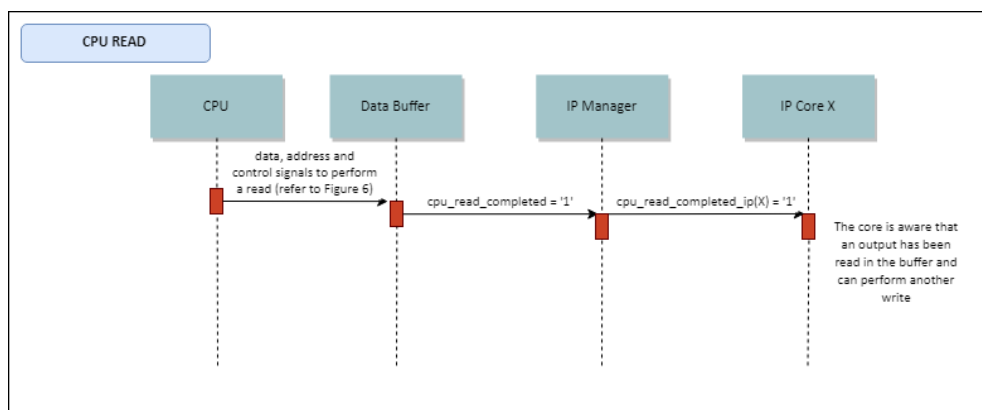 CPU READ
CPU
Data Buffer
IP Manager
IP Core X
data, address and
control signals to perform
a read (refer to Figure 6)
cpu_read_completed = '1'
cpu_read_completed_ip(X) = '1'
The core is aware that
an output has been
read in the buffer and
can perform another
write